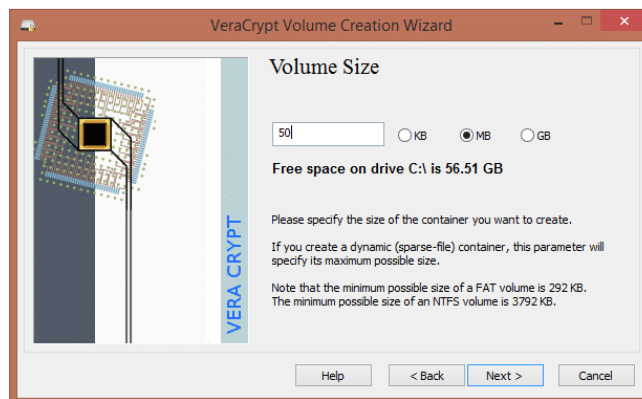 VeraCrypt Volume Creation Wizard
Volume Size
50
KB
MB
GB
Free space on drive C:\ is 56.51 GB
Please specify the size of the container you want to create.
If you create a dynamic (sparse-file) container, this parameter will
specify its maximum possible size.
Note that the minimum possible size of a FAT volume is 292 KB.
The minimum possible size of an NTFS volume is 3792 KB.
VERA CRYPT
Help
< Back
Next >
Cancel